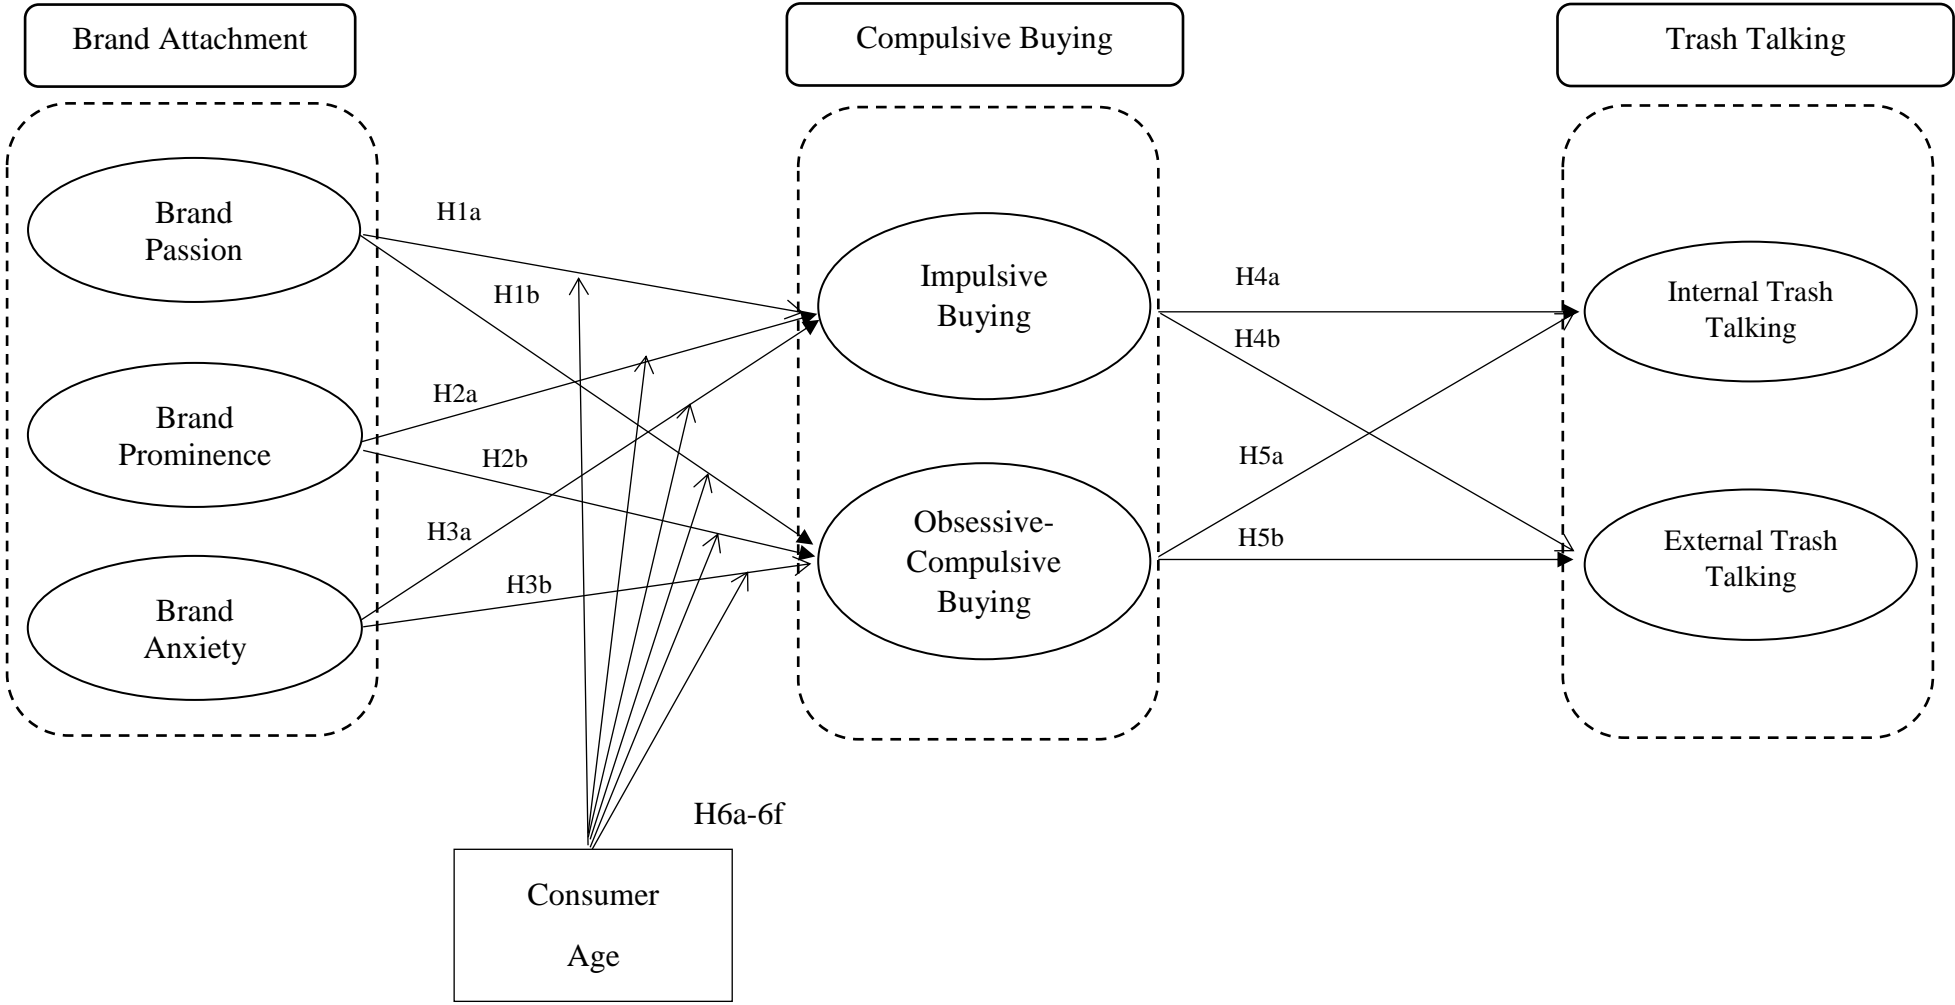 Brand Attachment
Compulsive Buying
Trash Talking
Brand
Passion
H1a
H1b
Brand
Prominence
H2a
H2b
Brand
Anxiety
H3a
H3b
Impulsive
Buying
Obsessive-
Compulsive
Buying
H4a
H4b
H5a
H5b
Internal Trash
Talking
External Trash
Talking
H6a-6f
Consumer
Age